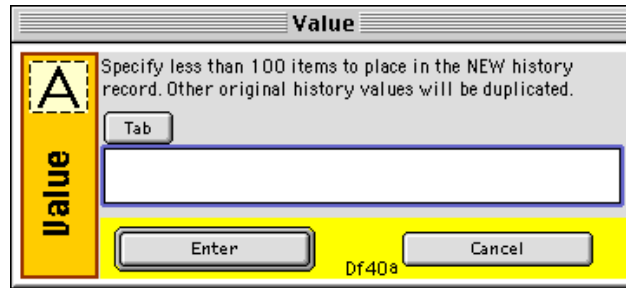 Value
A
Value
Specify less than 100 items to place in the NEW history
record. Other original history values will be duplicated.
Tab
Enter
Df40a
Cancel